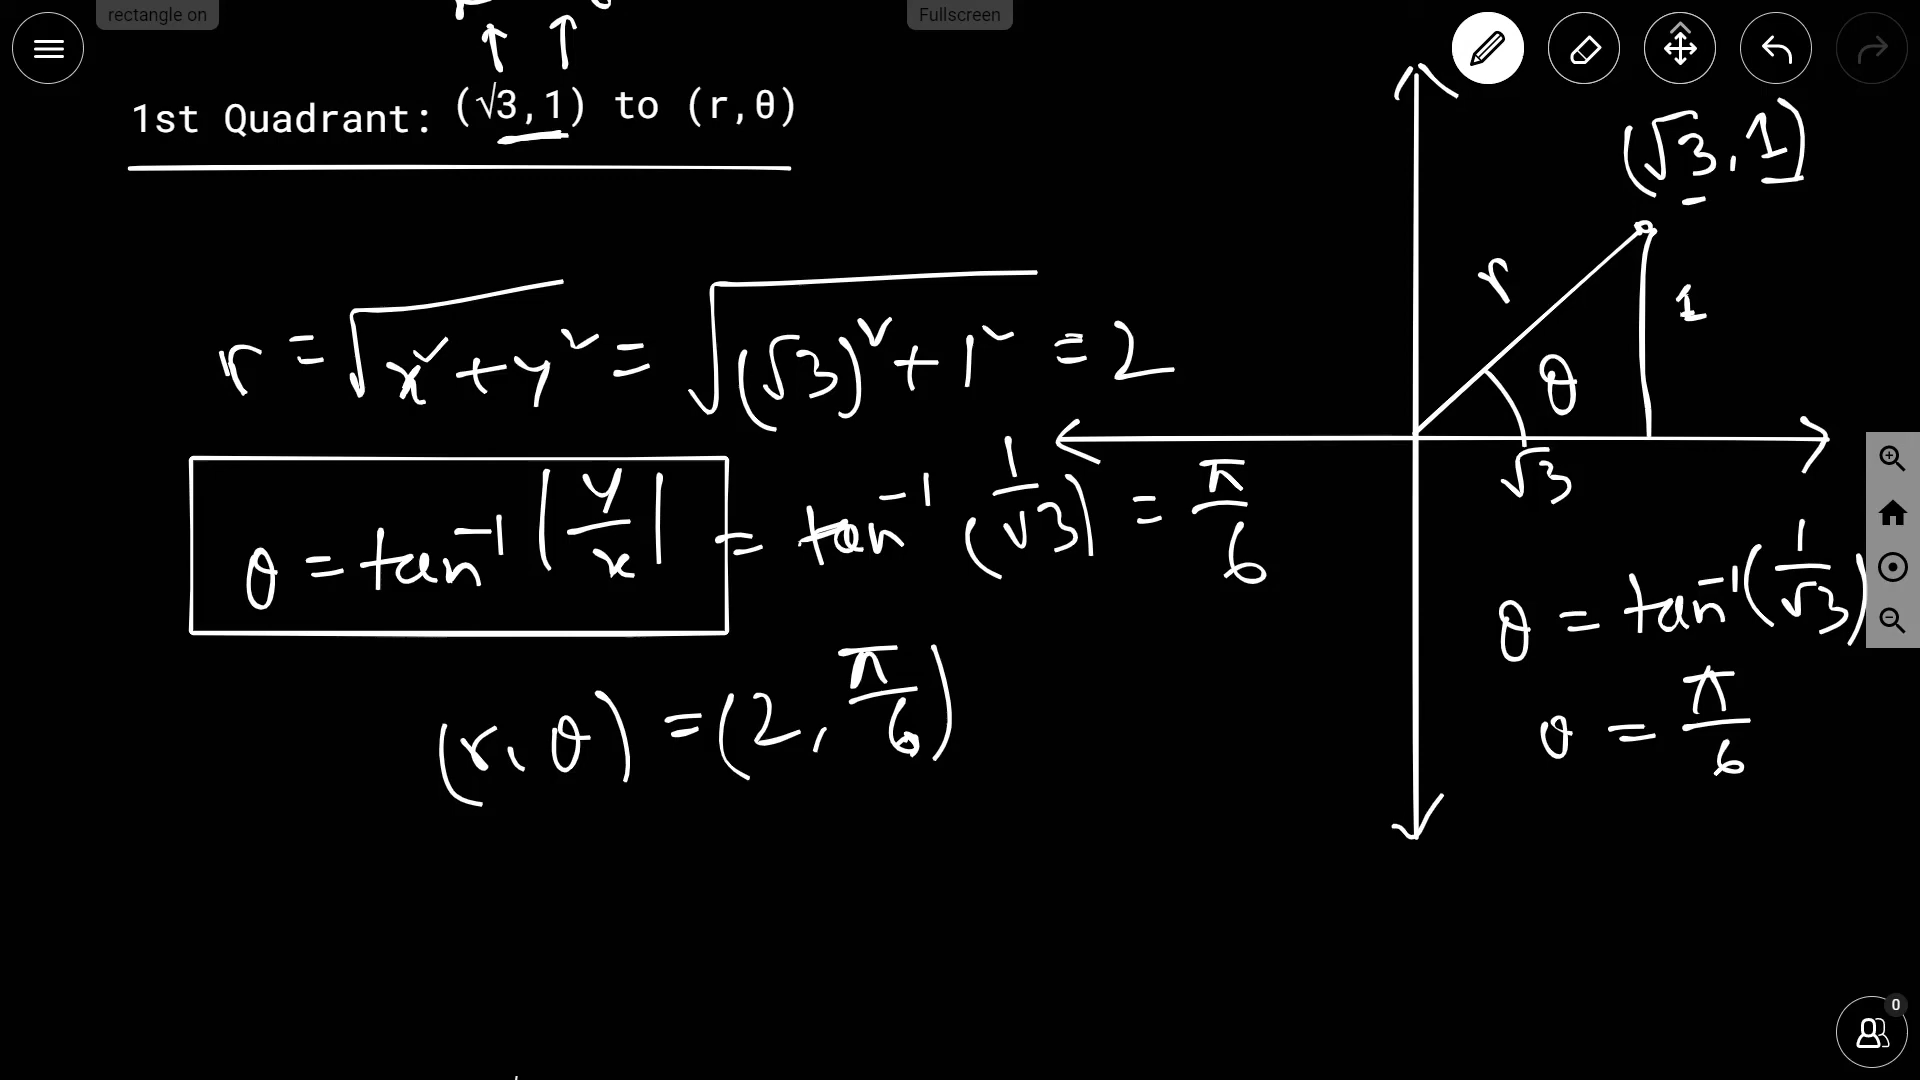 rectangle on
Fullscreen
1st Quadrant: (√3,1) to (r,θ)
(√3, 1)
r
1
θ
√3
r = √x²+y² = √(√3)²+1² = 2
θ = tan⁻¹|y/x| = tan⁻¹(1/√3) = π/6
(r, θ) = (2, π/6)
θ = tan⁻¹(1/√3)
θ = π/6
0